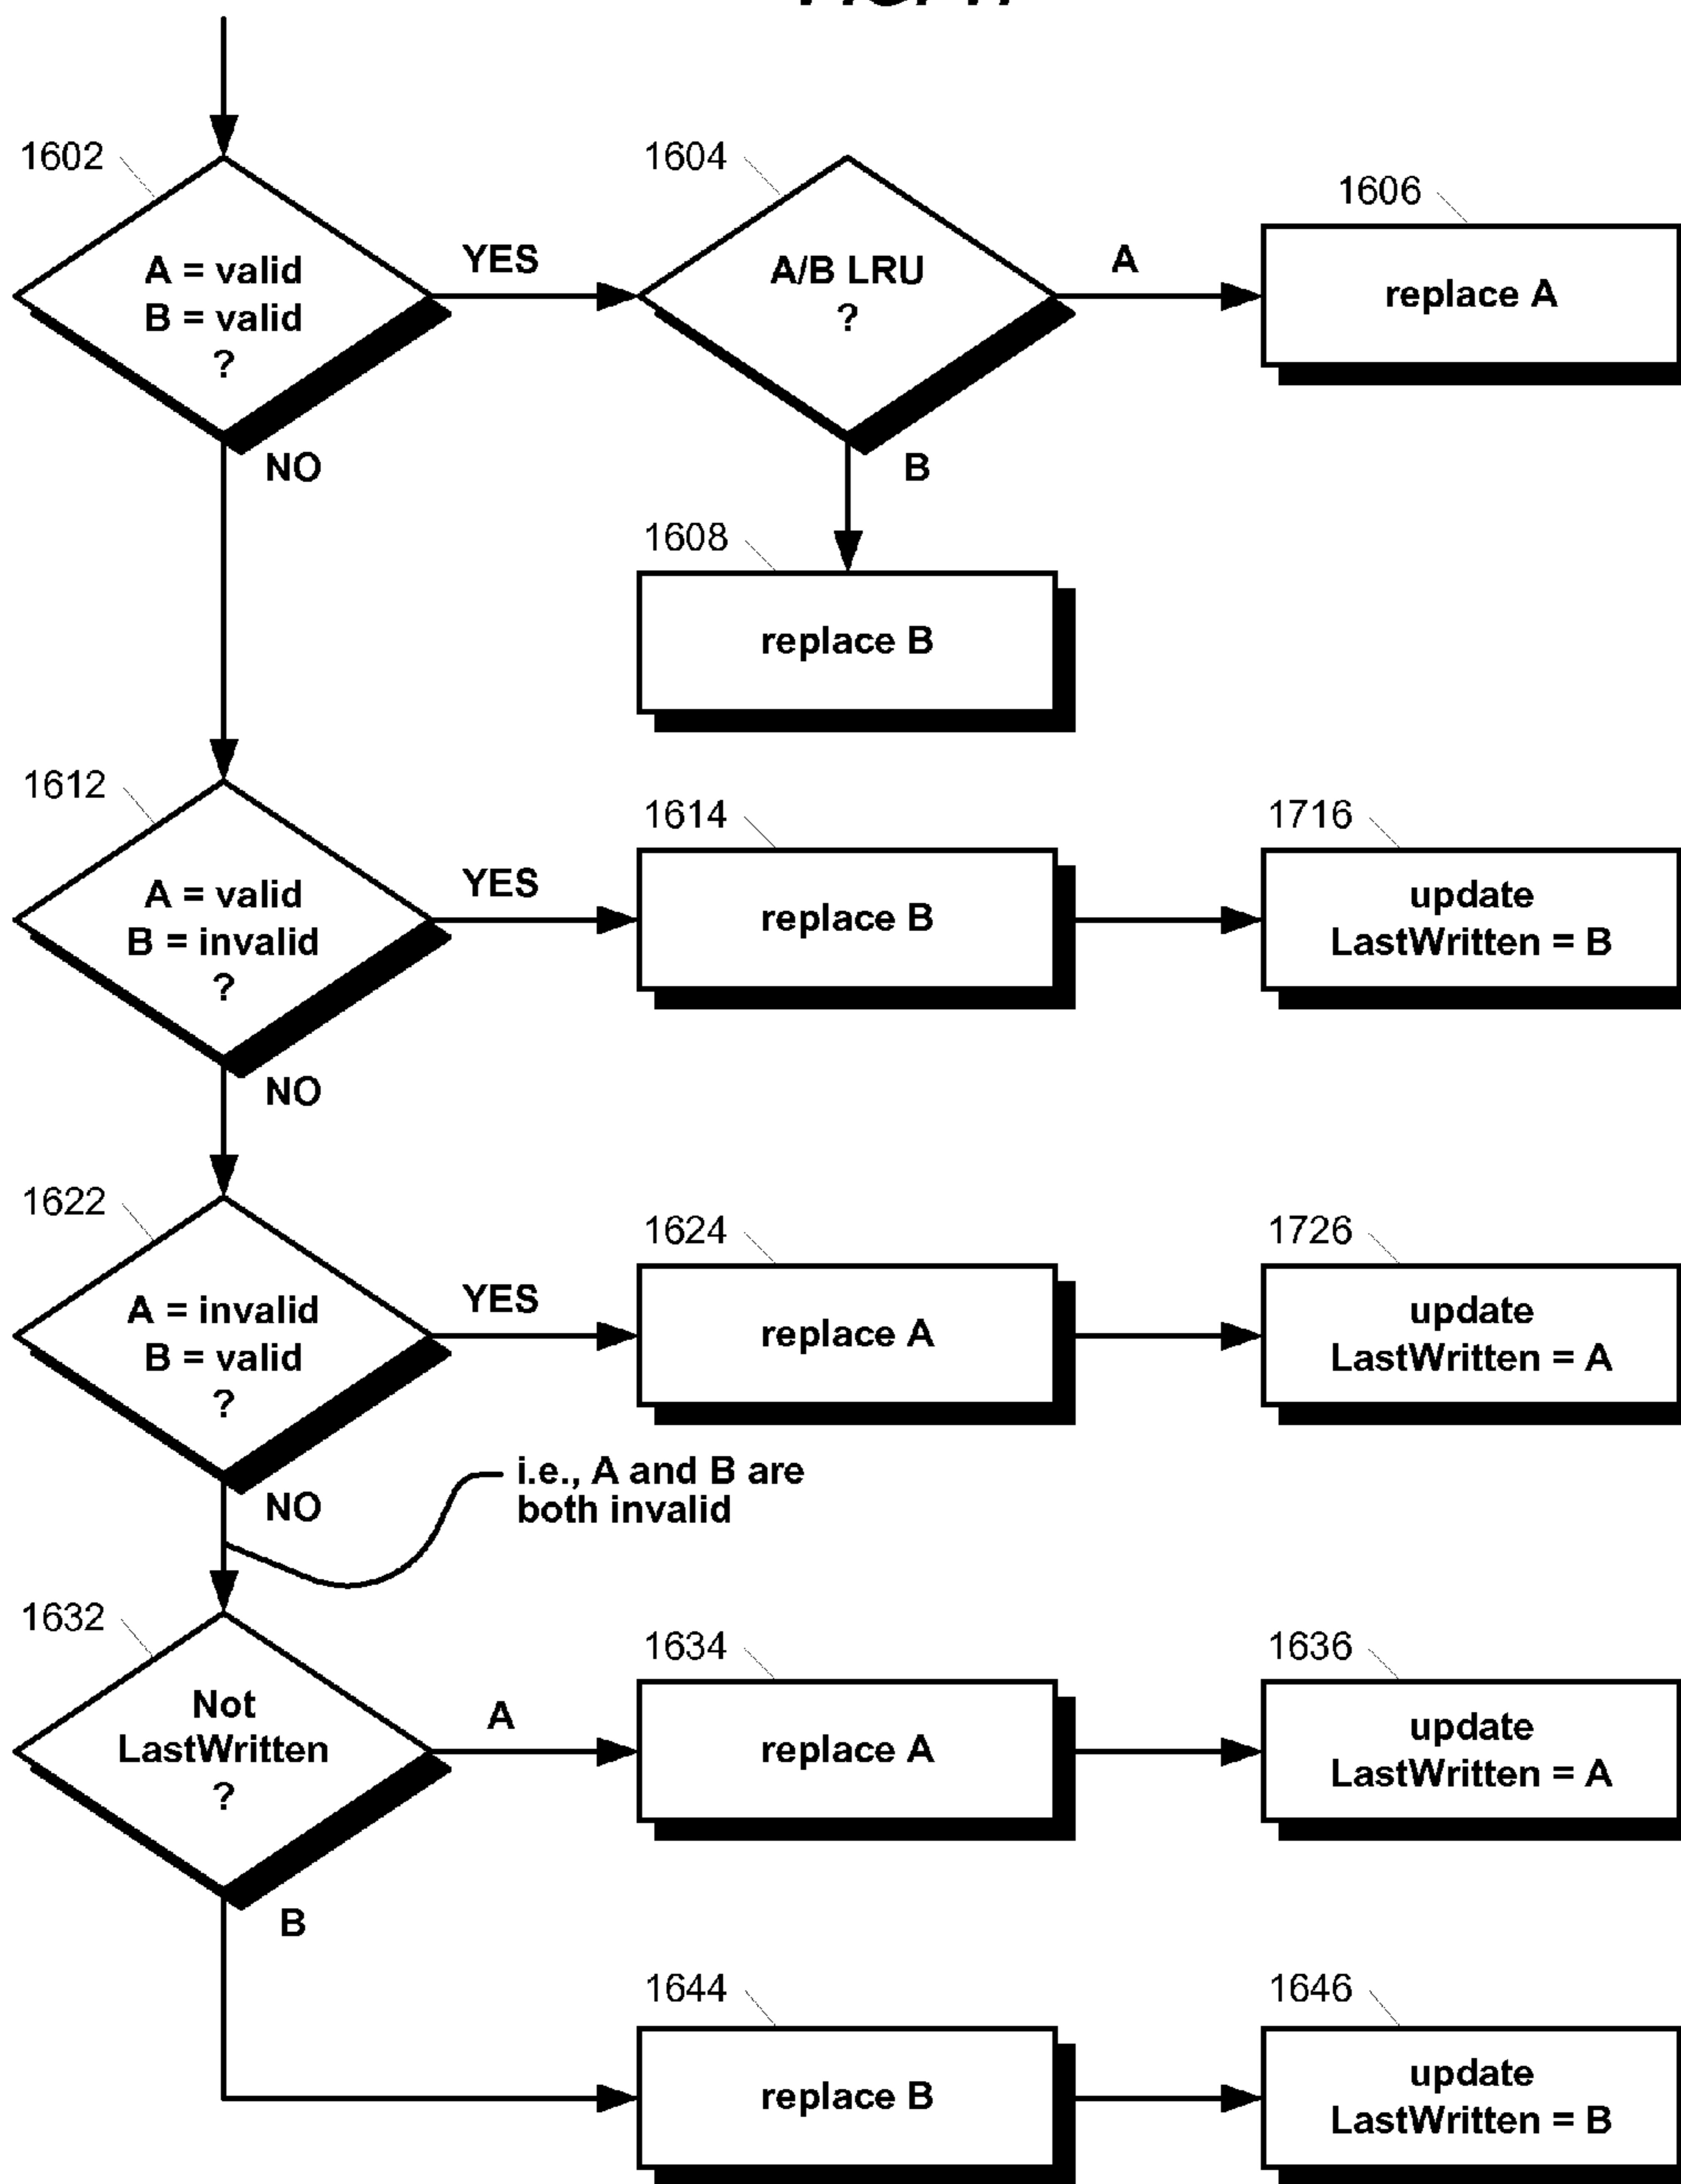 1602
A = valid
B = valid
?
YES
NO
1604
A/B LRU
?
A
B
1606
replace A
1608
replace B
1612
A = valid
B = invalid
?
YES
NO
1614
replace B
1716
update
LastWritten = B
1622
A = invalid
B = valid
?
YES
NO
1624
replace A
1726
update
LastWritten = A
i.e., A and B are
both invalid
1632
Not
LastWritten
?
A
B
1634
replace A
1636
update
LastWritten = A
1644
replace B
1646
update
LastWritten = B